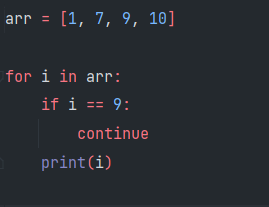 arr = [1, 7, 9, 10]

for i in arr:
    if i == 9:
        continue
    print(i)